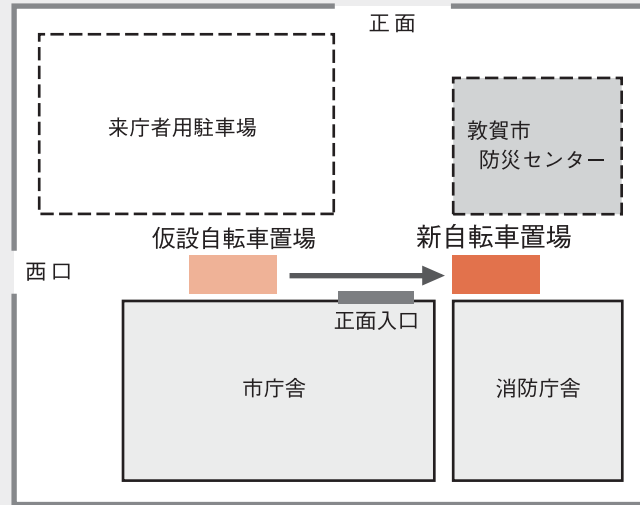 正面
来庁者用駐車場
敦賀市
防災センター
仮設自転車置場
新自転車置場
西口
正面入口
市庁舎
消防庁舎